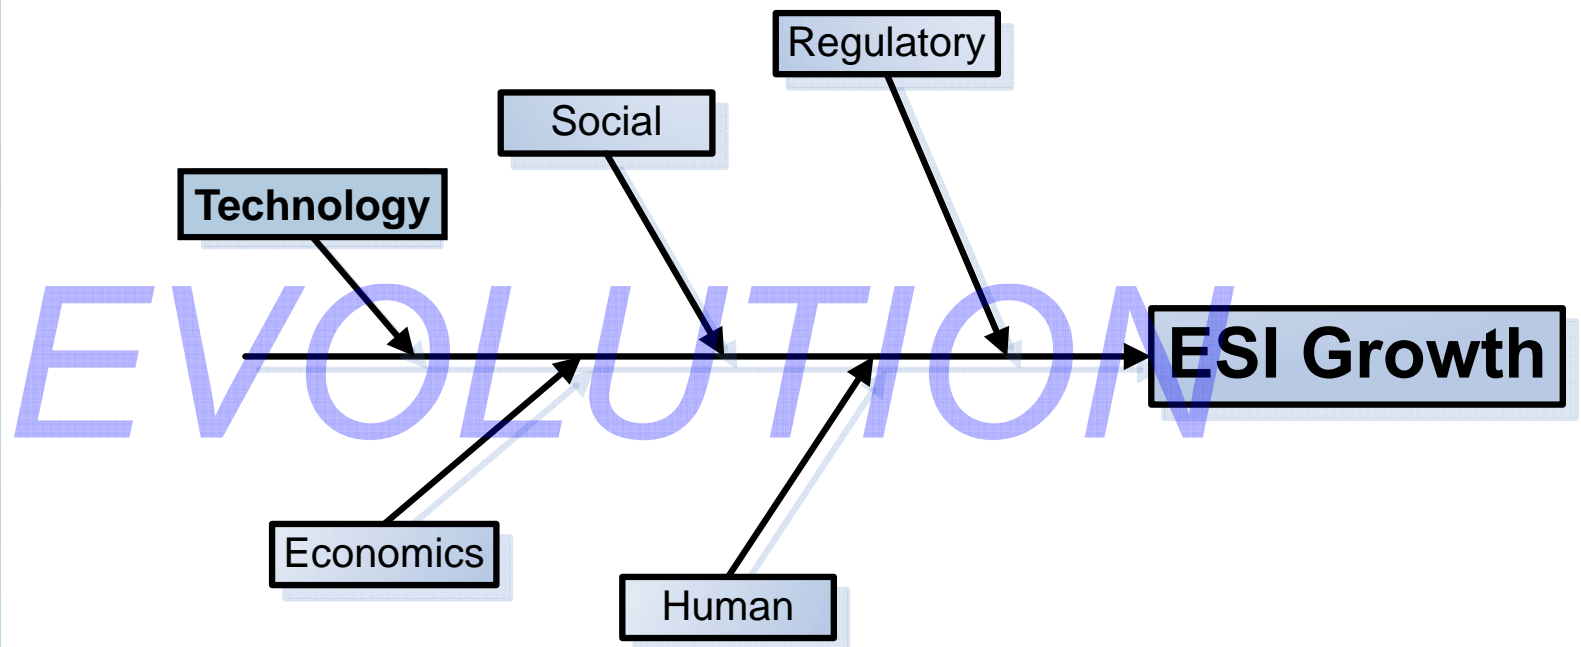 Regulatory
Social
Technology
EVOLUTION
ESI Growth
Economics
Human